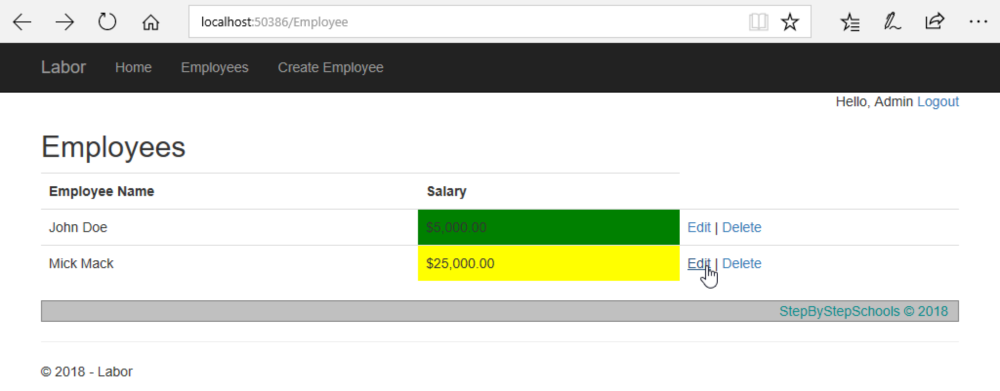 localhost:50386/Employee
Labor Home Employees Create Employee
Hello, Admin Logout
Employees
Employee Name Salary
John Doe $5,000.00 Edit | Delete
Mick Mack $25,000.00 Edit | Delete
StepByStepSchools © 2018
© 2018 - Labor